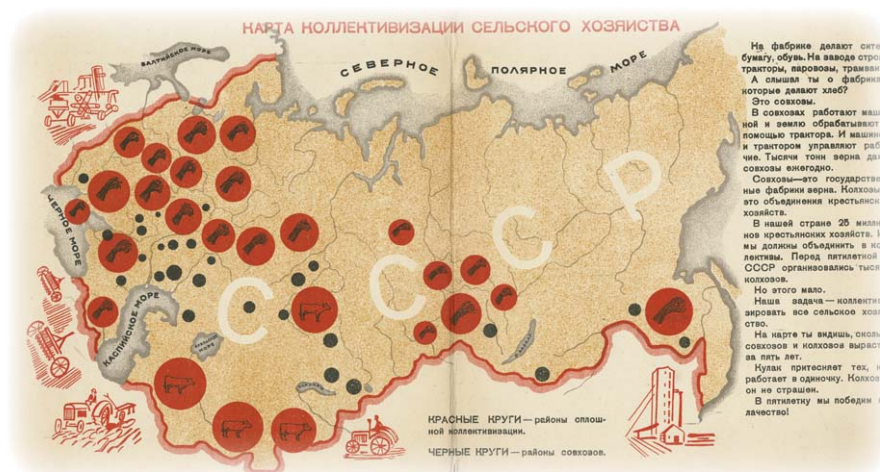 КАРТА КОЛЛЕКТИВИЗАЦИИ СЕЛЬСКОГО ХОЗЯЙСТВА
БАЛТИЙСКОЕ МОРЕ
СЕВЕРНОЕ ПОЛЯРНОЕ МОРЕ
ЧЕРНОЕ МОРЕ
КАСПИЙСКОЕ МОРЕ
МОРЕ
СССР
КРАСНЫЕ КРУГИ — районы сплош-
ной коллективизации.
ЧЕРНЫЕ КРУГИ — районы совхозов.
На фабрике делают
бумагу, обувь. На заводе
тракторы, паровозы,
А слышал ты о
которые делают хлеб?
Это совхозы.
В совхозах работают
ной и землю обрабатывают
помощью трактора. И
и трактором управляют
чие. Тысячи тонн зерна
совхозы ежегодно.
Совхозы—это
ные фабрики зерна. Колхозы
это объединения
хозяйств.
В нашей стране 25
нов крестьянских хозяйств.
мы должны объединить в
лективы. Перед пятилеткой
СССР организовались
колхозов.
Но этого мало.
Наша задача —
зировать все сельское
ство.
На карте ты видишь,
совхозов и колхозов
за пять лет.
Кулак притесняет тех,
работает в одиночку.
он не страшен.
В пятилетку мы победим
лачество!